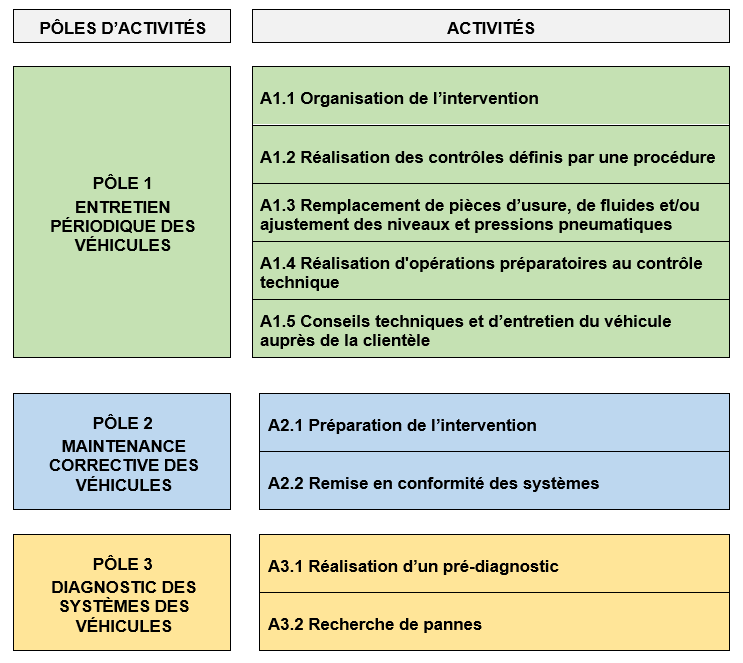 PÔLES D’ACTIVITÉS
ACTIVITÉS
PÔLE 1
ENTRETIEN
PÉRIODIQUE DES
VÉHICULES
A1.1 Organisation de l’intervention
A1.2 Réalisation des contrôles définis par une procédure
A1.3 Remplacement de pièces d’usure, de fluides et/ou
ajustement des niveaux et pressions pneumatiques
A1.4 Réalisation d'opérations préparatoires au contrôle
technique
A1.5 Conseils techniques et d’entretien du véhicule
auprès de la clientèle
PÔLE 2
MAINTENANCE
CORRECTIVE DES
VÉHICULES
A2.1 Préparation de l’intervention
A2.2 Remise en conformité des systèmes
PÔLE 3
DIAGNOSTIC DES
SYSTÈMES DES
VÉHICULES
A3.1 Réalisation d’un pré-diagnostic
A3.2 Recherche de pannes